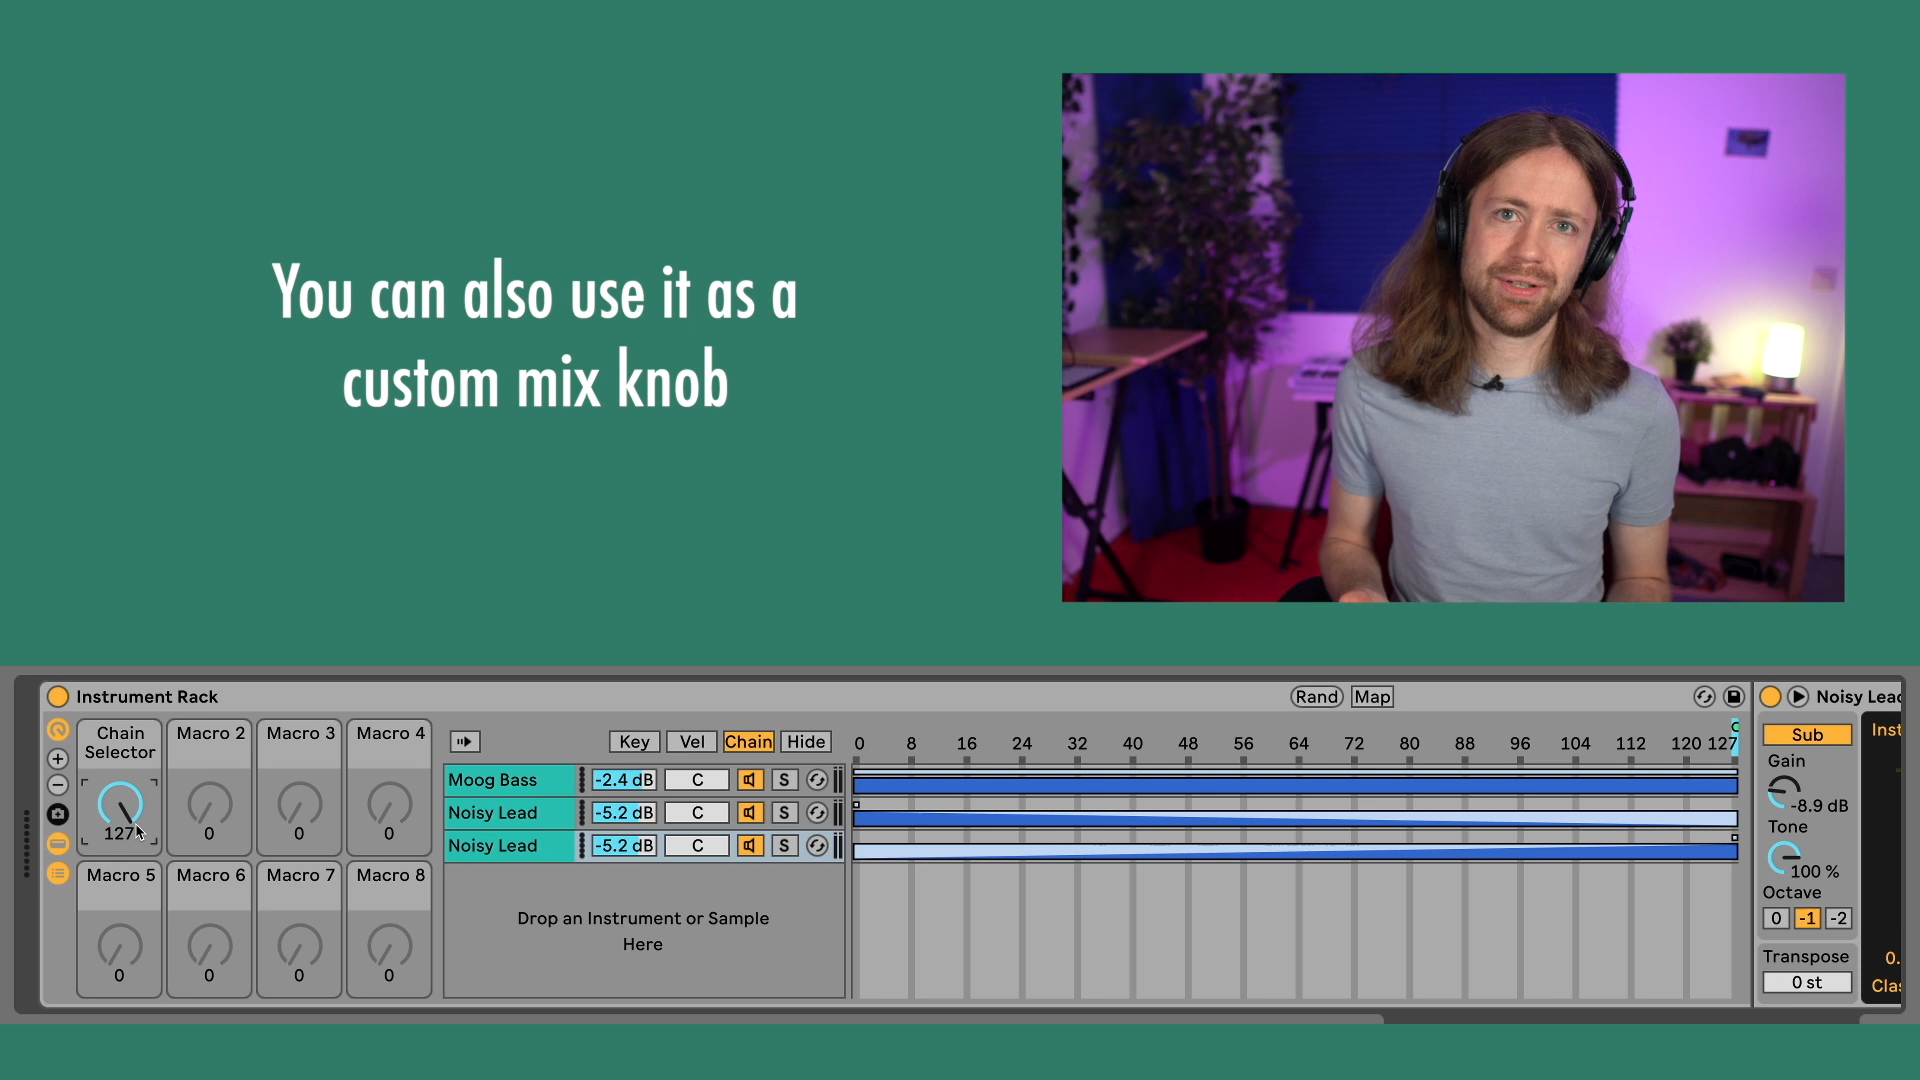 You can also use it as a
custom mix knob
Instrument Rack
Rand
Map
Noisy Lead
Chain
Selector
Macro 2
Macro 3
Macro 4
127
0
0
0
Macro 5
Macro 6
Macro 7
Macro 8
0
0
0
0
Key
Vel
Chain
Hide
0 8 16 24 32 40 48 56 64 72 80 88 96 104 112 120 127
Moog Bass -2.4 dB C S
Noisy Lead -5.2 dB C S
Noisy Lead -5.2 dB C S
Drop an Instrument or Sample
Here
Sub
Gain
-8.9 dB
Tone
100 %
Octave
0 -1 -2
Transpose
0 st
Inst
0.
Clas